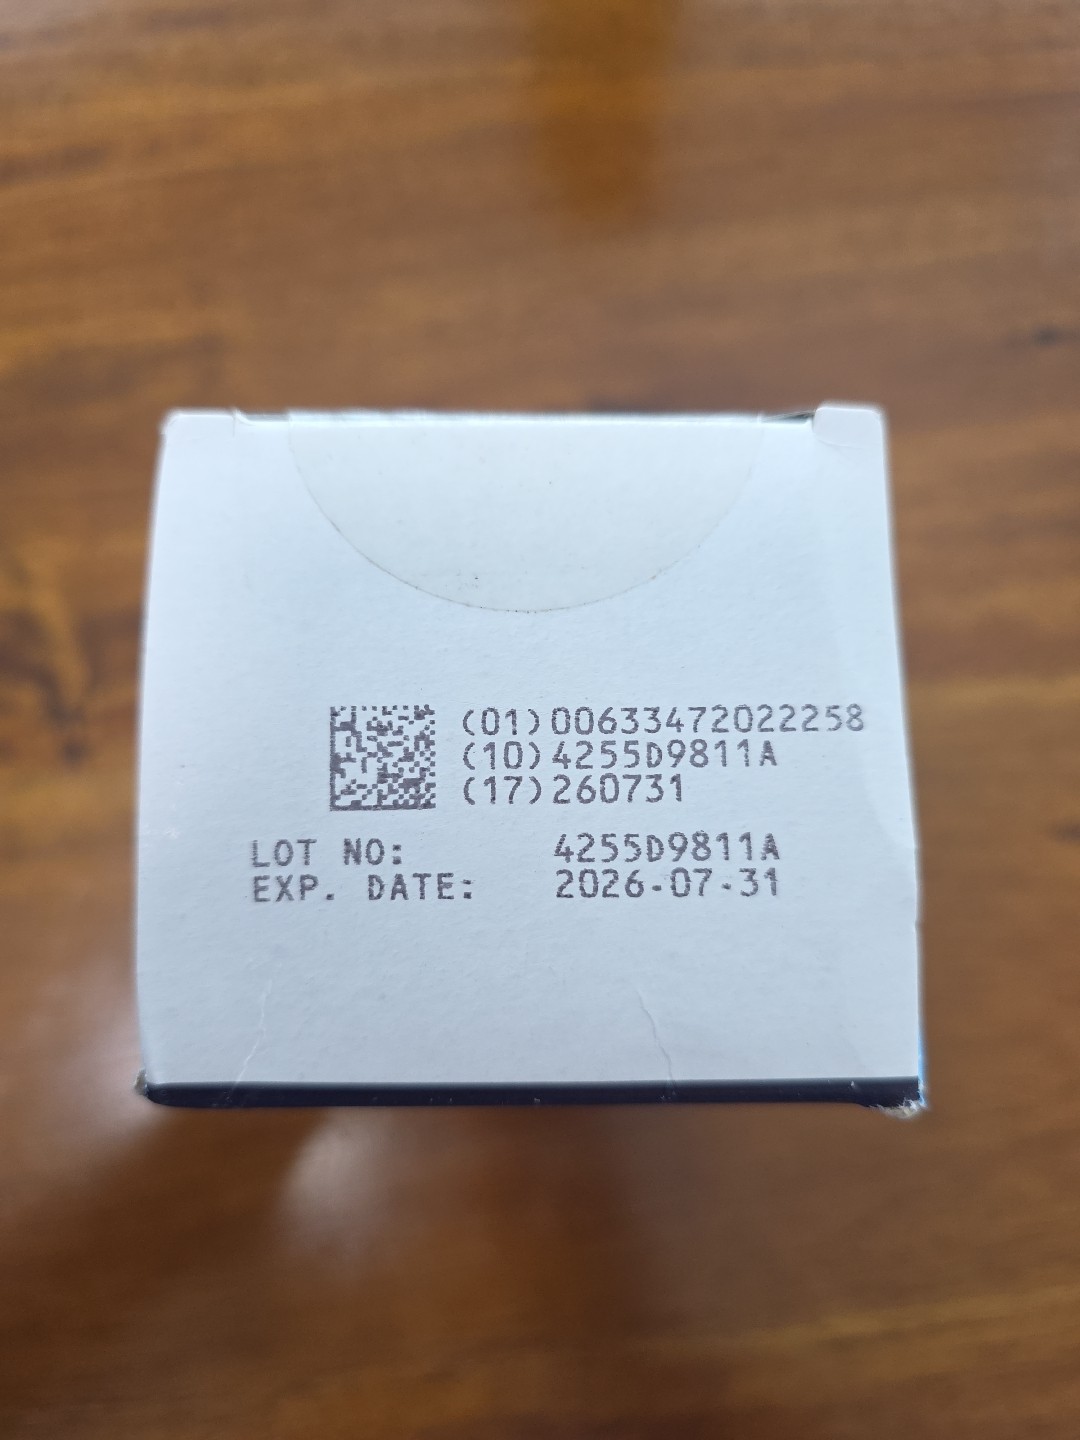 (01)00633472022258
(10)4255D9811A
(17)260731
LOT NO: 4255D9811A
EXP. DATE: 2026-07-31